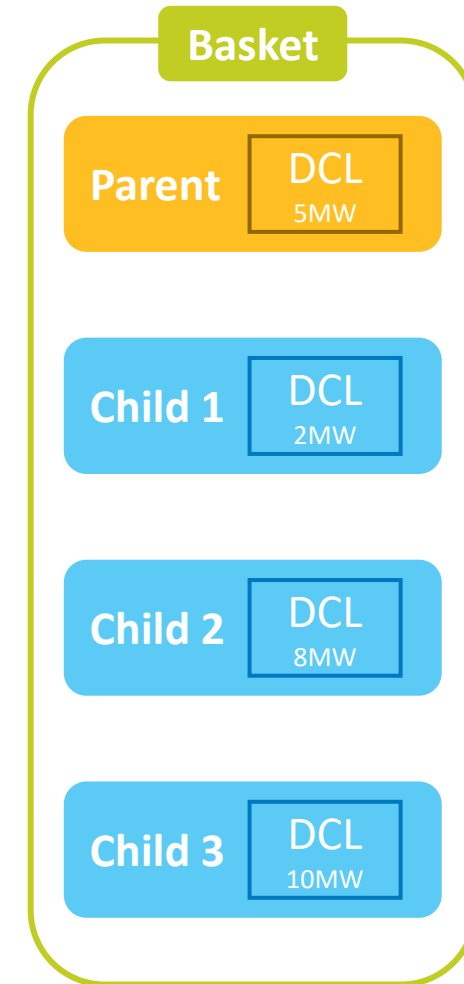 Basket
Parent
DCL
5MW
Child 1
DCL
2MW
Child 2
DCL
8MW
Child 3
DCL
10MW